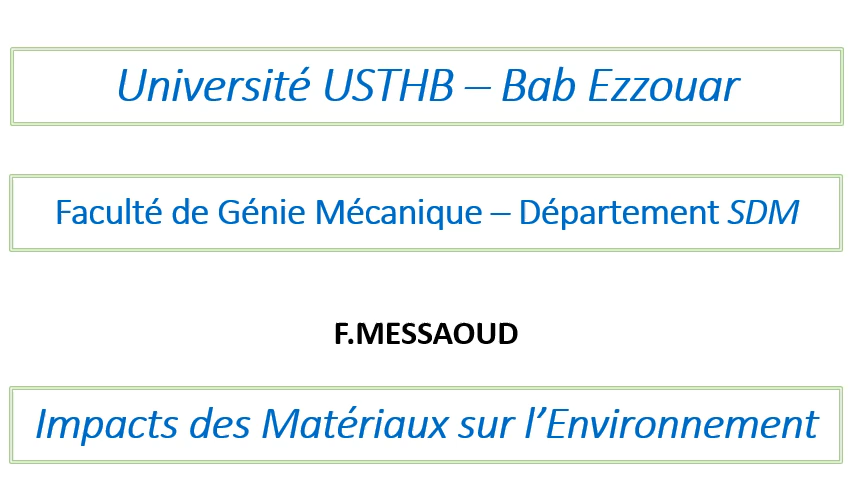 Université USTHB – Bab Ezzouar
Faculté de Génie Mécanique – Département SDM
F.MESSAOUD
Impacts des Matériaux sur l’Environnement